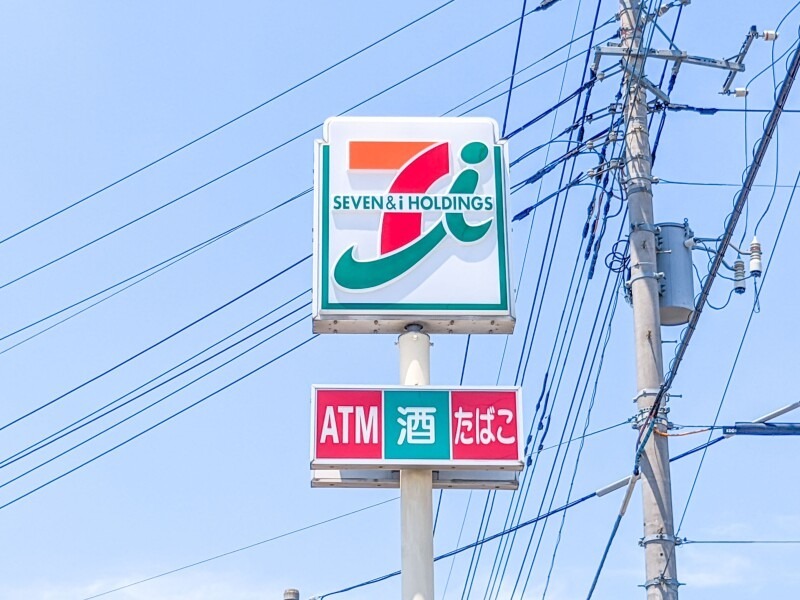 SEVEN & i HOLDINGS
ATM 酒 たばこ